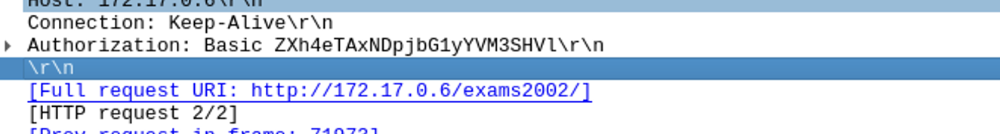 Host: 172.17.0.6\r\n
Connection: Keep-Alive\r\n
Authorization: Basic ZXh4eTAxNDpjbG1yYVM3SHVl\r\n
\r\n
[Full request URI: http://172.17.0.6/exams2002/]
[HTTP request 2/2]
[Prev request in frame: 71973]